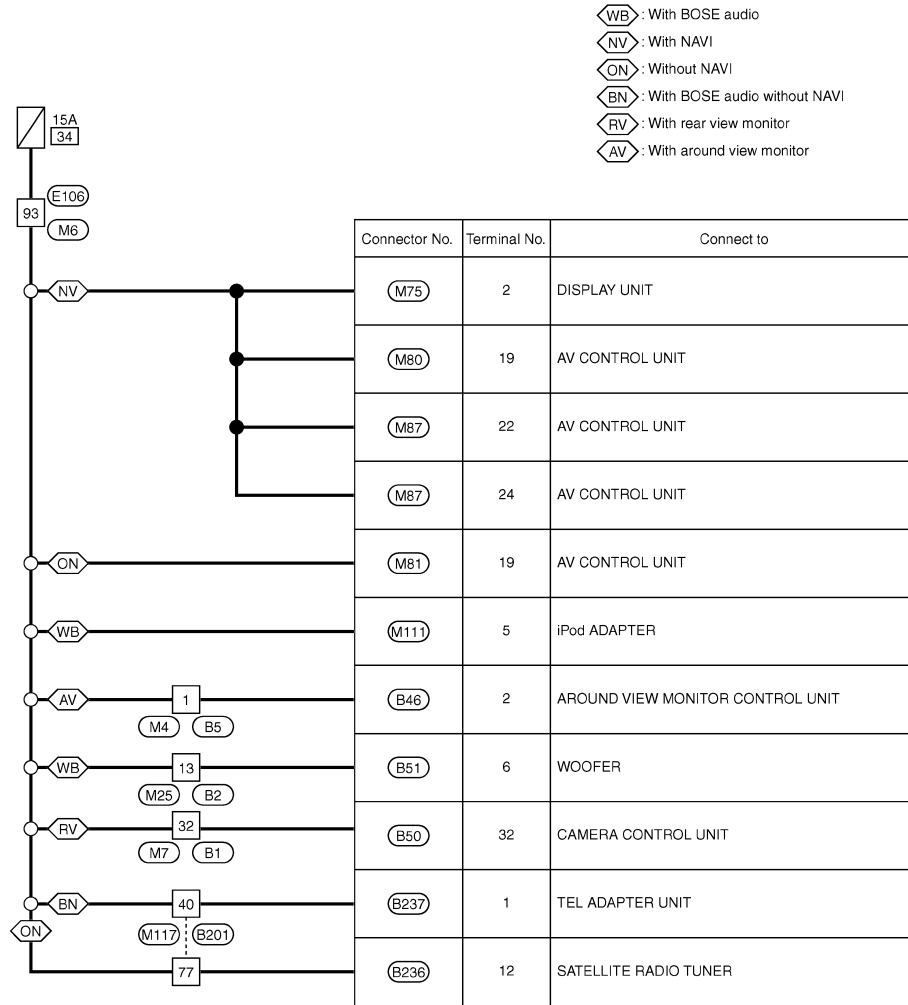 WB : With BOSE audio
NV : With NAVI
ON : Without NAVI
BN : With BOSE audio without NAVI
RV : With rear view monitor
AV : With around view monitor
15A
34
E106
93
M6
Connector No. Terminal No. Connect to
NV M75 2 DISPLAY UNIT
M80 19 AV CONTROL UNIT
M87 22 AV CONTROL UNIT
M87 24 AV CONTROL UNIT
ON M81 19 AV CONTROL UNIT
WB M111 5 iPod ADAPTER
AV 1 B46 2 AROUND VIEW MONITOR CONTROL UNIT
M4 B5
WB 13 B51 6 WOOFER
M25 B2
RV 32 B50 32 CAMERA CONTROL UNIT
M7 B1
BN 40 B237 1 TEL ADAPTER UNIT
ON M117 B201
77 B236 12 SATELLITE RADIO TUNER